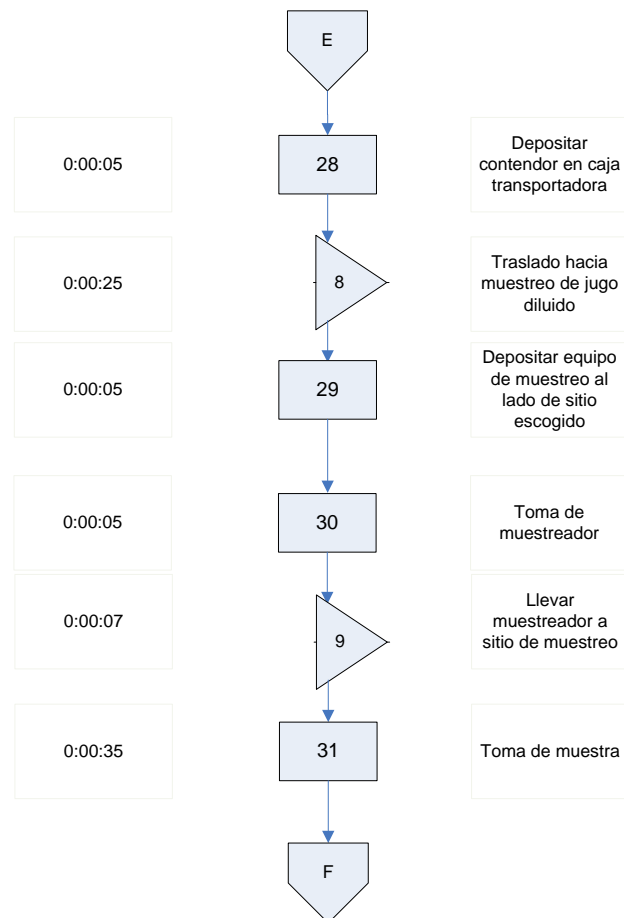 E
0:00:05
28
Depositar
contendor en caja
transportadora
0:00:25
8
Traslado hacia
muestreo de jugo
diluido
0:00:05
29
Depositar equipo
de muestreo al
lado de sitio
escogido
0:00:05
30
Toma de
muestreador
0:00:07
9
Llevar
muestreador a
sitio de muestreo
0:00:35
31
Toma de muestra
F